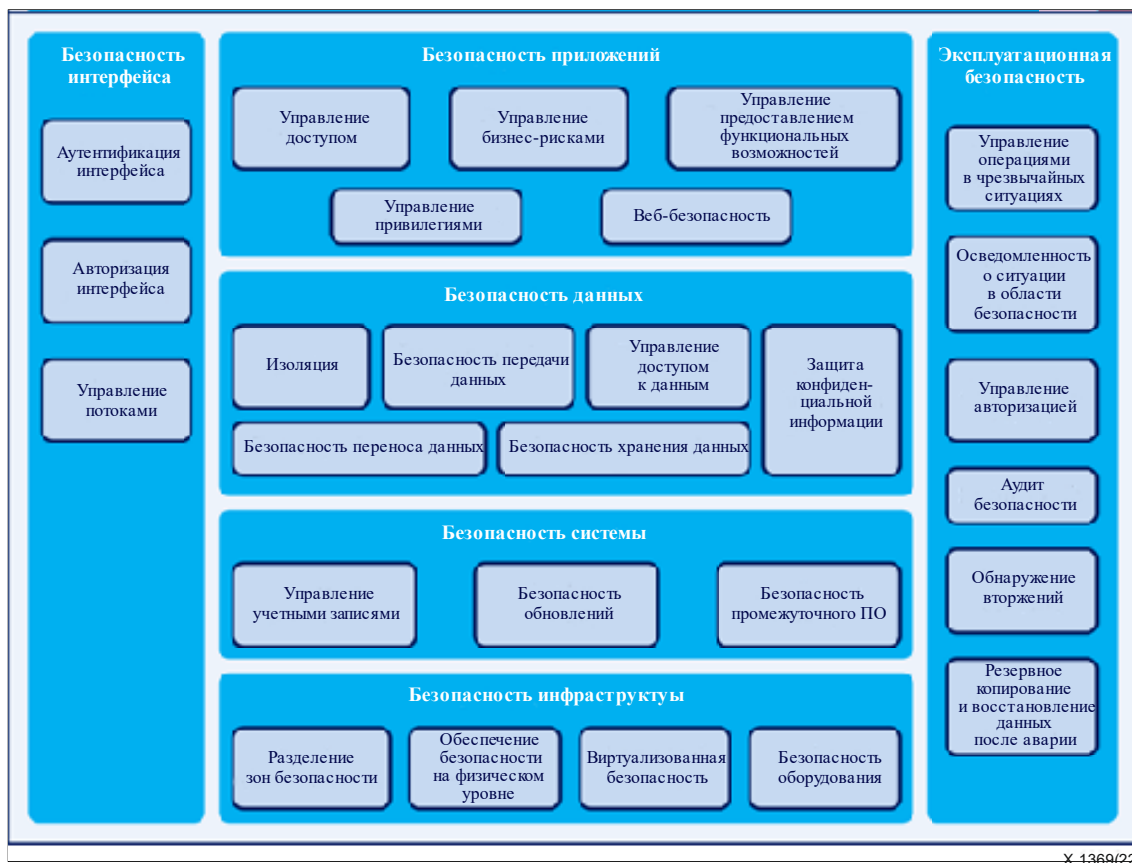 Безопасность
интерфейса
Аутентификация
интерфейса
Авторизация
интерфейса
Управление
потоками
Безопасность приложений
Управление
доступом
Управление
бизнес-рисками
Управление
предоставлением
функциональных
возможностей
Управление
привилегиями
Веб-безопасность
Безопасность данных
Изоляция
Безопасность передачи
данных
Управление
доступом
к данным
Защита
конфиден-
циальной
информации
Безопасность переноса данных
Безопасность хранения данных
Безопасность системы
Управление
учетными записями
Безопасность
обновлений
Безопасность
промежуточного ПО
Безопасность инфраструктуы
Разделение
зон безопасности
Обеспечение
безопасности
на физическом
уровне
Виртуализованная
безопасность
Безопасность
оборудования
Эксплуатационная
безопасность
Управление
операциями
в чрезвычайных
ситуациях
Осведомленность
о ситуации
в области
безопасности
Управление
авторизацией
Аудит
безопасности
Обнаружение
вторжений
Резервное
копирование
и восстановление
данных
после аварии